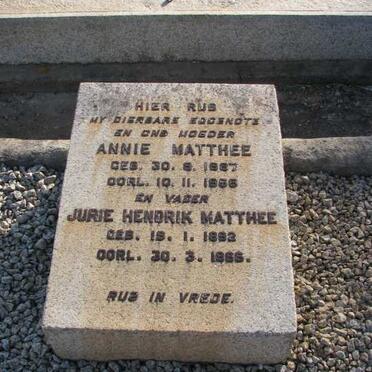 HIER RUS
MY DIERBARE EGGENOTE
EN ONS MOEDER
ANNIE MATTHEE
GEB. 30. 6. 1887
OORL. 10. 11. 1955
EN VADER
JURIE HENDRIK MATTHEE
GEB. 19. 1. 1882
OORL. 30. 3. 1966.
RUS IN VREDE.